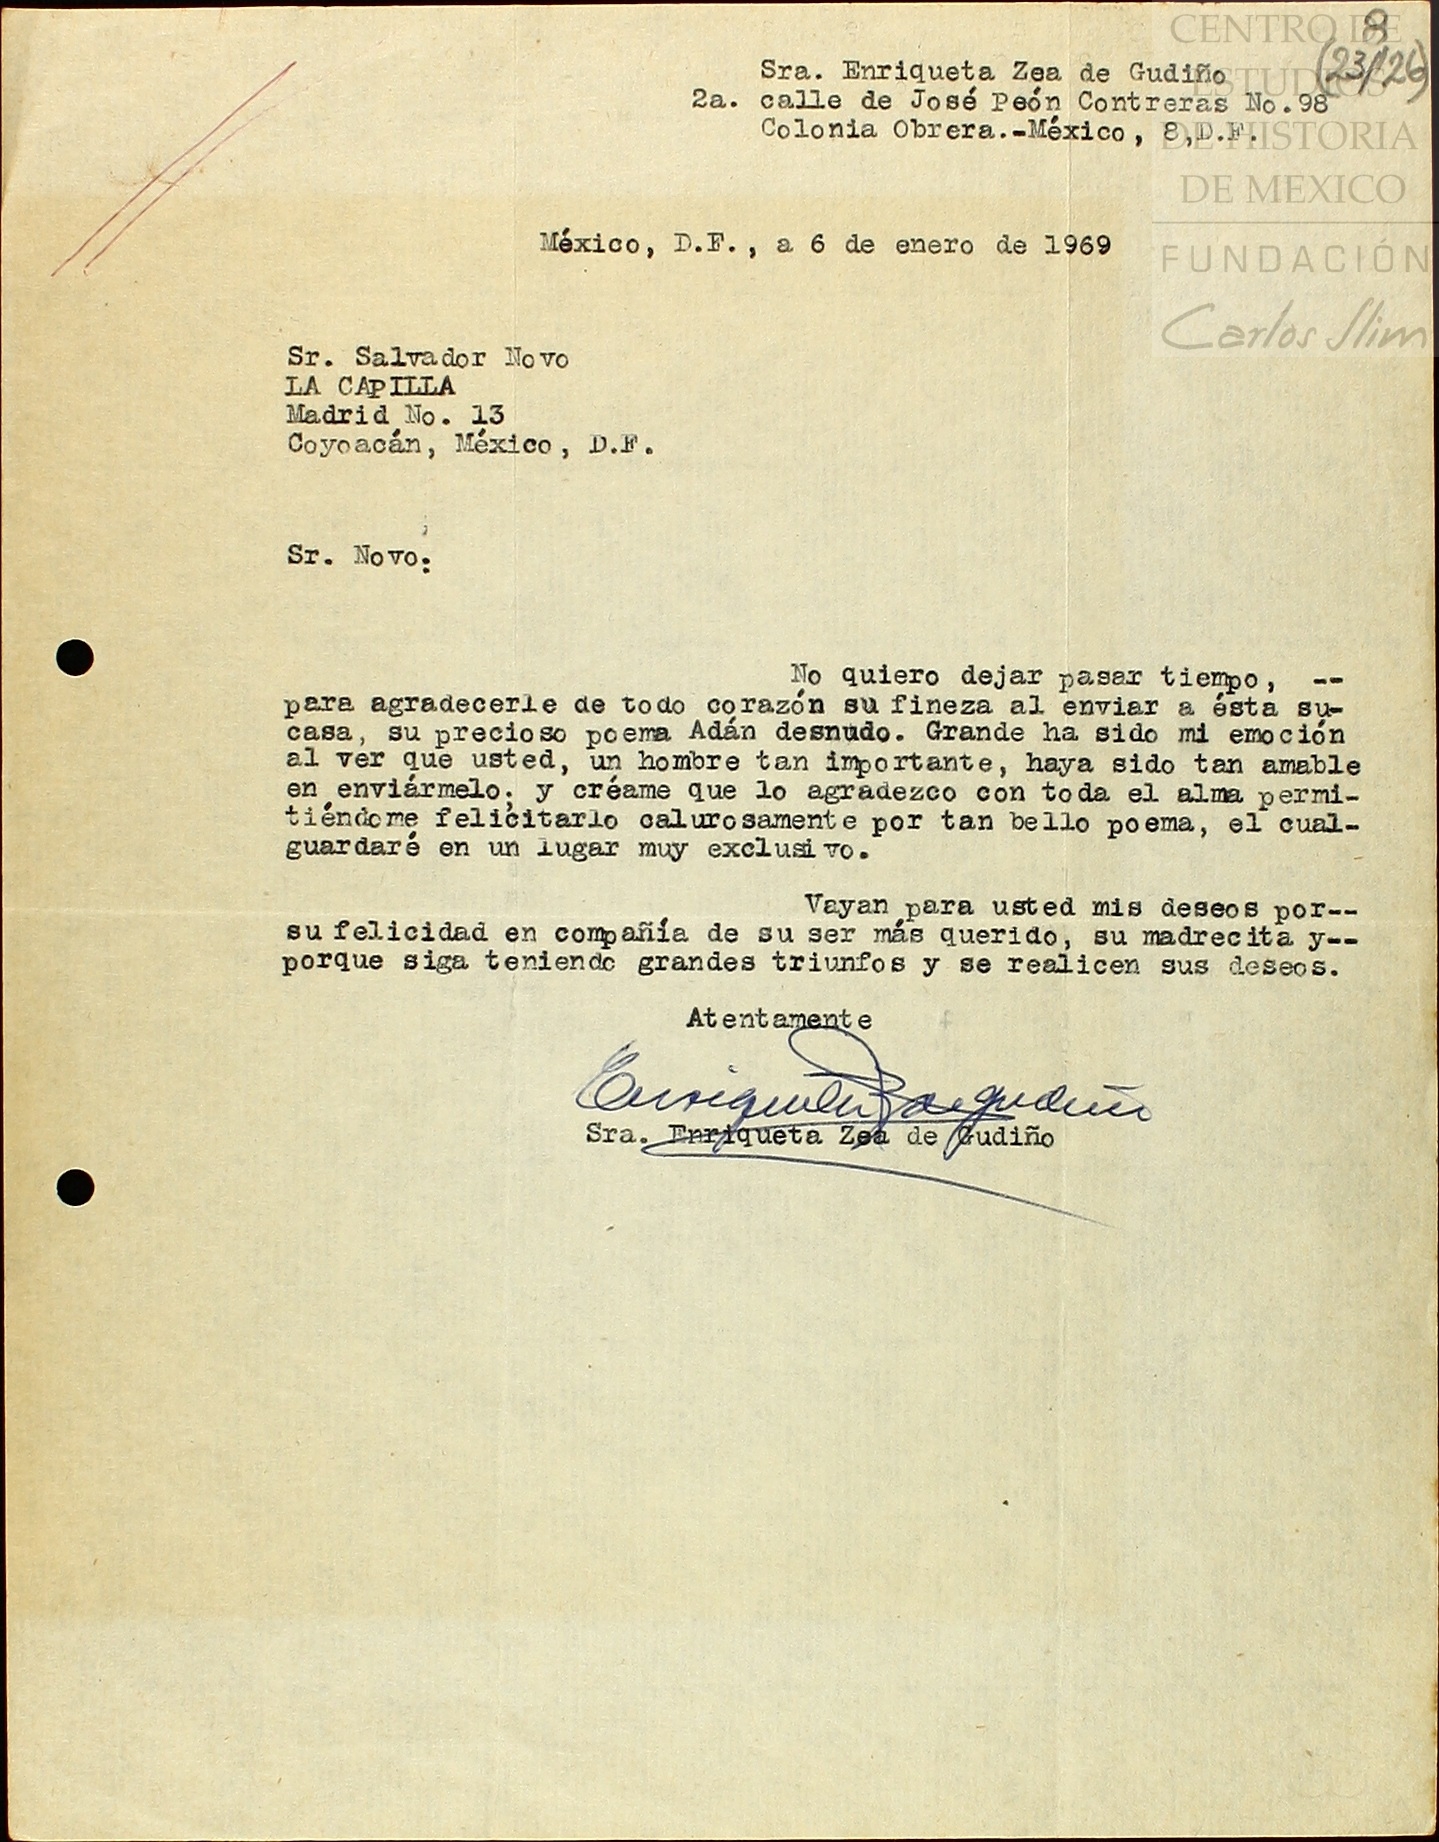 8
(23/126)
CENTRO DE
ESTUDIOS
DE HISTORIA
DE MEXICO
FUNDACIÓN
Carlos Slim
Sra. Enriqueta Zea de Gudiño
2a. calle de José Peón Contreras No.98
Colonia Obrera.-México, 8,D.F.
México, D.F., a 6 de enero de 1969
Sr. Salvador Novo
LA CAPILLA
Madrid No. 13
Coyoacán, México, D.F.
Sr. Novo:
No quiero dejar pasar tiempo, --
para agradecerle de todo corazón su fineza al enviar a ésta su-
casa, su precioso poema Adán desnudo. Grande ha sido mi emoción
al ver que usted, un hombre tan importante, haya sido tan amable
en enviármelo; y créame que lo agradezco con toda el alma permi-
tiéndome felicitarlo calurosamente por tan bello poema, el cual-
guardaré en un lugar muy exclusivo.
Vayan para usted mis deseos por--
su felicidad en compañía de su ser más querido, su madrecita y--
porque siga teniendo grandes triunfos y se realicen sus deseos.
Atentamente
Enriqueta Z de Gudiño
Sra. Enriqueta Zea de Gudiño